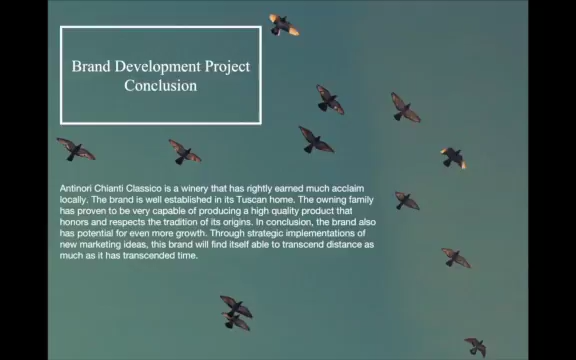 Brand Development Project
Conclusion
Antinori Chianti Classico is a winery that has rightly earned much acclaim
locally. The brand is well established in its Tuscan home. The owning family
has proven to be very capable of producing a high quality product that
honors and respects the tradition of its origins. In conclusion, the brand also
has potential for even more growth. Through strategic implementations of
new marketing ideas, this brand will find itself able to transcend distance as
much as it has transcended time.